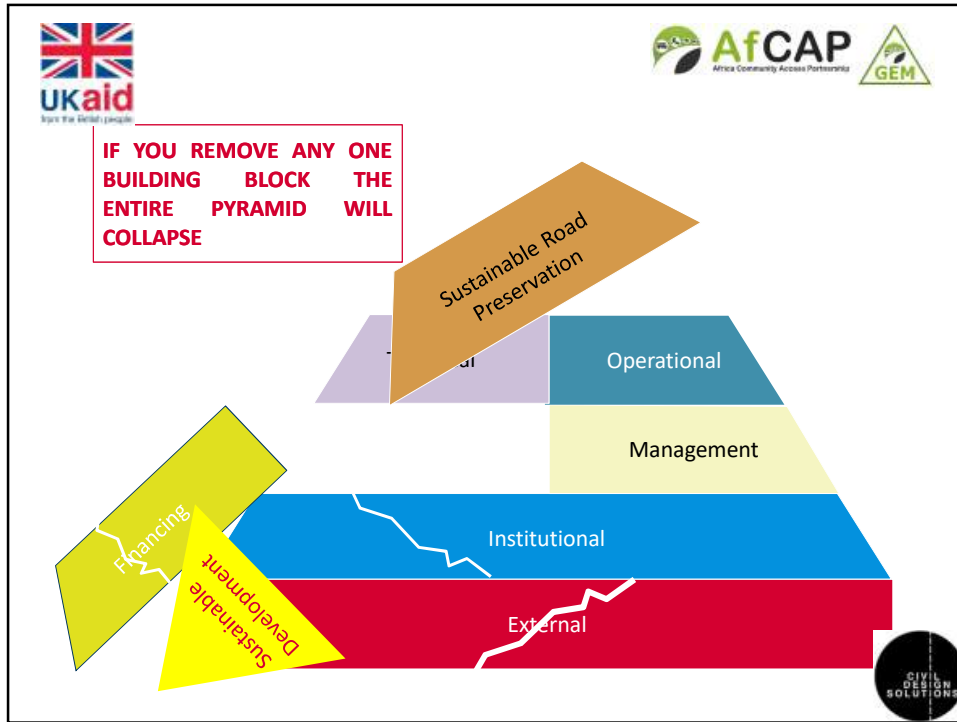 UKaid
from the British people
AfCAP
Africa Community Access Partnership
GEM
IF YOU REMOVE ANY ONE
BUILDING BLOCK THE
ENTIRE PYRAMID WILL
COLLAPSE
Sustainable Road
Preservation
Operational
Management
Financing
Institutional
Sustainable
Development
External
CIVIL
DESIGN
SOLUTIONS